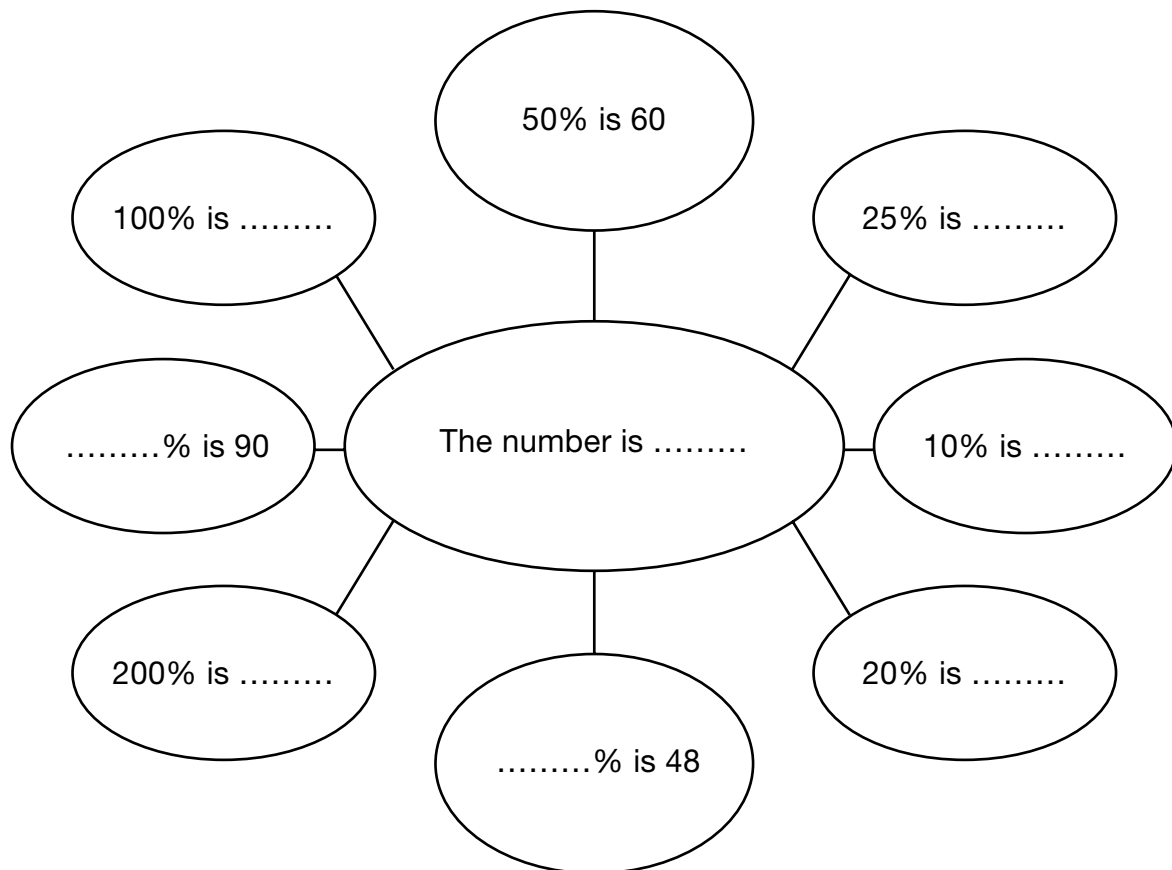 50% is 60
100% is .........
25% is .........
.........% is 90
The number is .........
10% is .........
200% is .........
20% is .........
.........% is 48